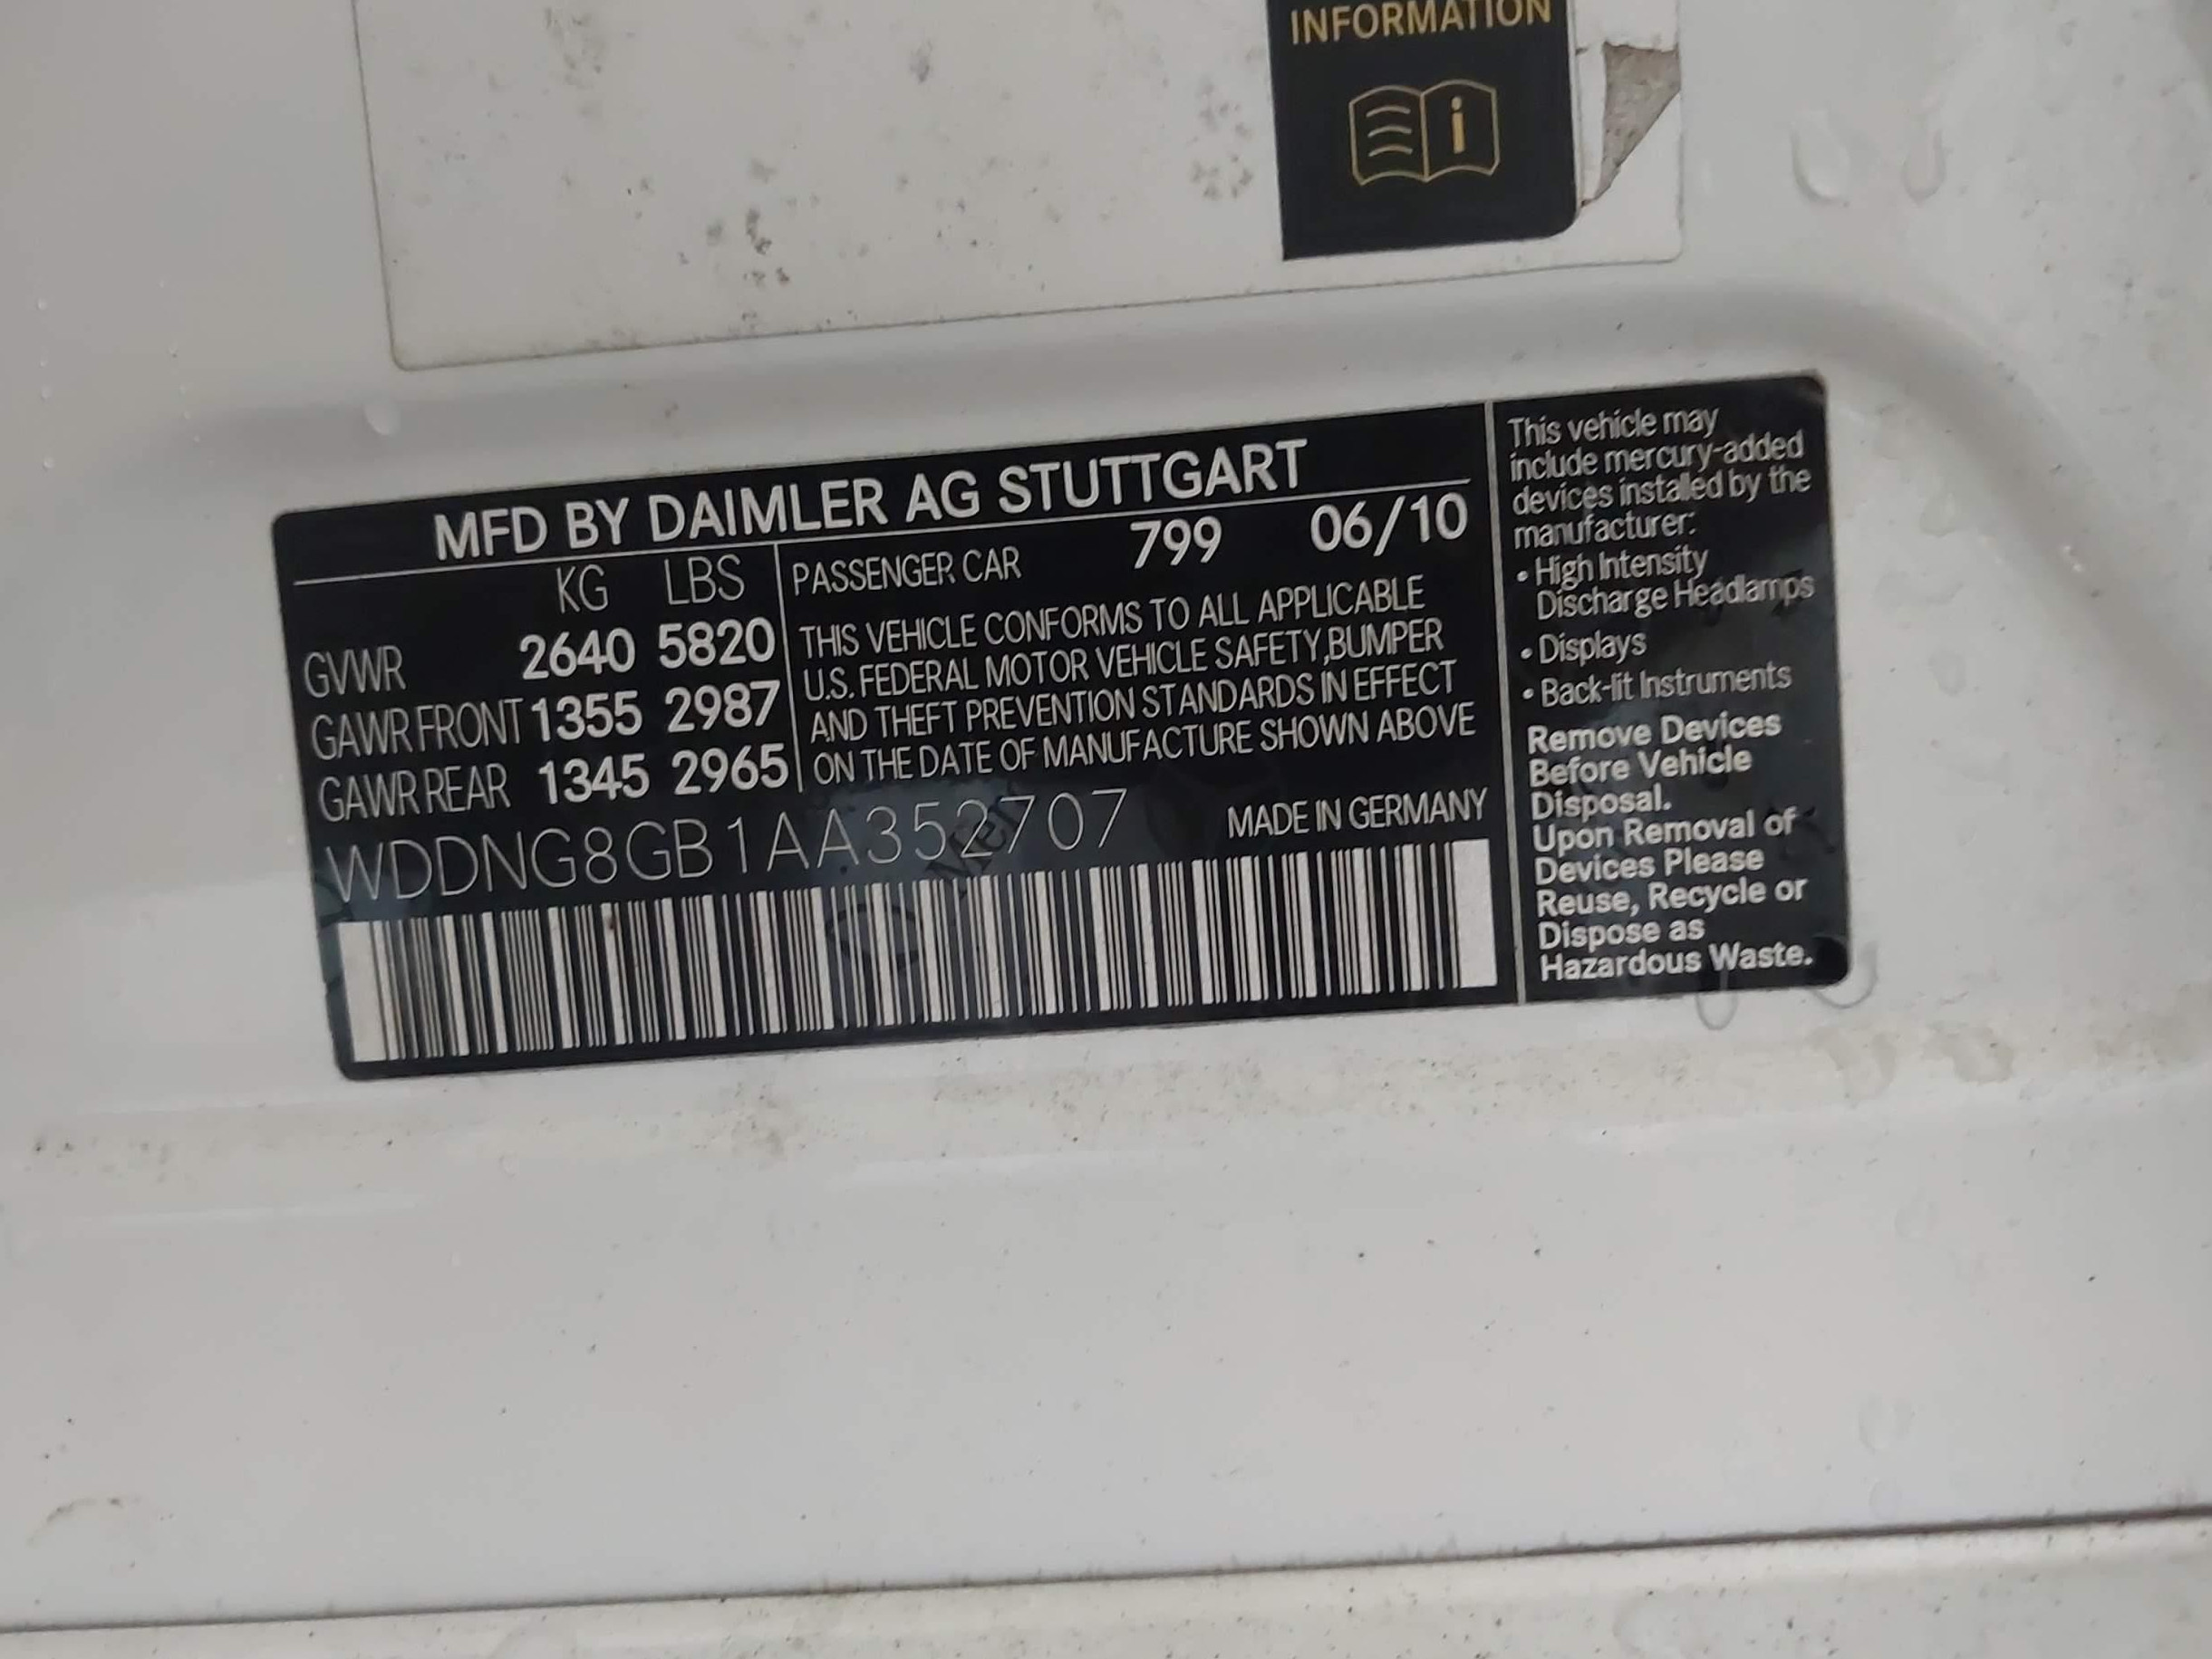 INFORMATION
i
MFD BY DAIMLER AG STUTTGART
KG LBS
GVWR 2640 5820
GAWR FRONT 1355 2987
GAWR REAR 1345 2965
PASSENGER CAR 799 06/10
THIS VEHICLE CONFORMS TO ALL APPLICABLE
U.S. FEDERAL MOTOR VEHICLE SAFETY,BUMPER
AND THEFT PREVENTION STANDARDS IN EFFECT
ON THE DATE OF MANUFACTURE SHOWN ABOVE
WDDNG8GB1AA352707
MADE IN GERMANY
This vehicle may
include mercury-added
devices installed by the
manufacturer:
• High Intensity
Discharge Headlamps
• Displays
• Back-lit Instruments
Remove Devices
Before Vehicle
Disposal.
Upon Removal of
Devices Please
Reuse, Recycle or
Dispose as
Hazardous Waste.